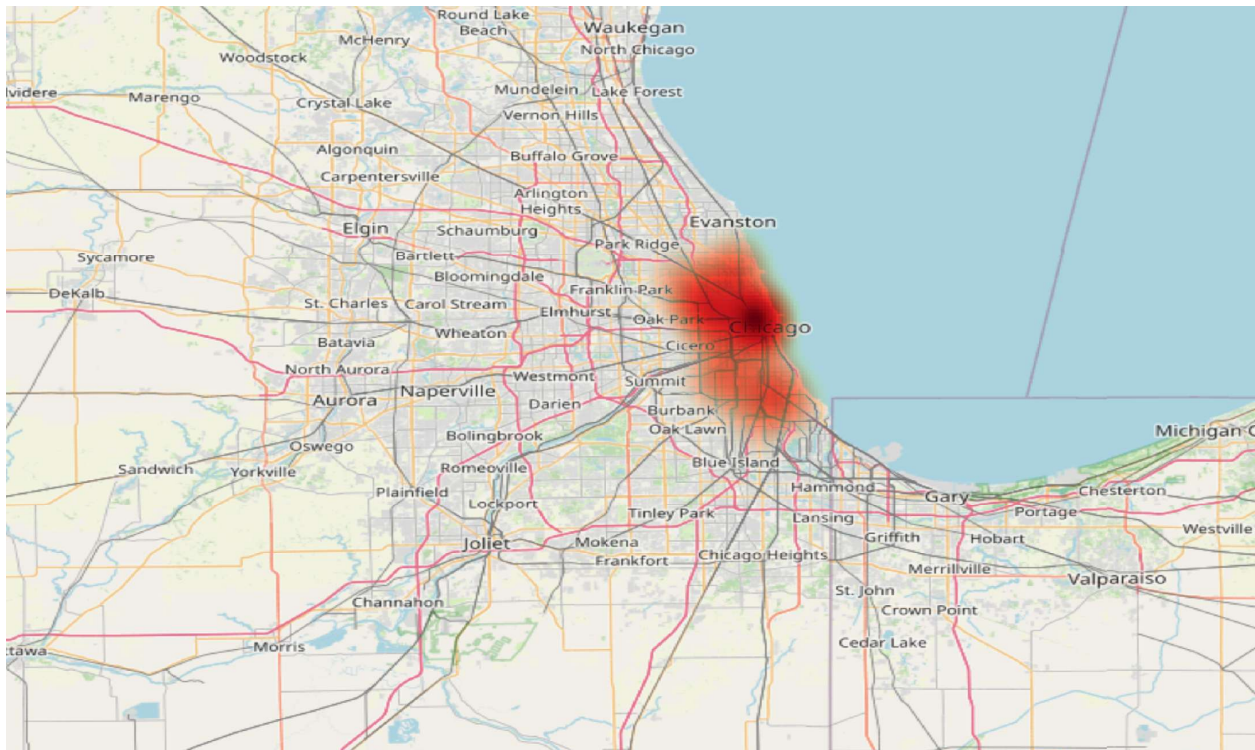 Round Lake
Beach
Waukegan
McHenry
North Chicago
Woodstock
Mundelein
Lake Forest
lvidere
Marengo
Crystal Lake
Vernon Hills
Algonquin
Buffalo Grove
Carpentersville
Arlington
Heights
Evanston
Elgin
Schaumburg
Park Ridge
Sycamore
Bartlett
Bloomingdale
DeKalb
Franklin Park
St. Charles
Carol Stream
Elmhurst
Oak Park
Chicago
Wheaton
Batavia
Cicero
North Aurora
Westmont
Summit
Naperville
Aurora
Darien
Burbank
Oak Lawn
Michigan C
Bolingbrook
Oswego
Sandwich
Yorkville
Romeoville
Blue Island
Plainfield
Lockport
Hammond
Gary
Chesterton
Tinley Park
Lansing
Portage
Westville
Joliet
Mokena
Griffith
Hobart
Frankfort
Chicago Heights
Merrillville
Valparaiso
St. John
Channahon
Crown Point
Morris
Cedar Lake
ttawa